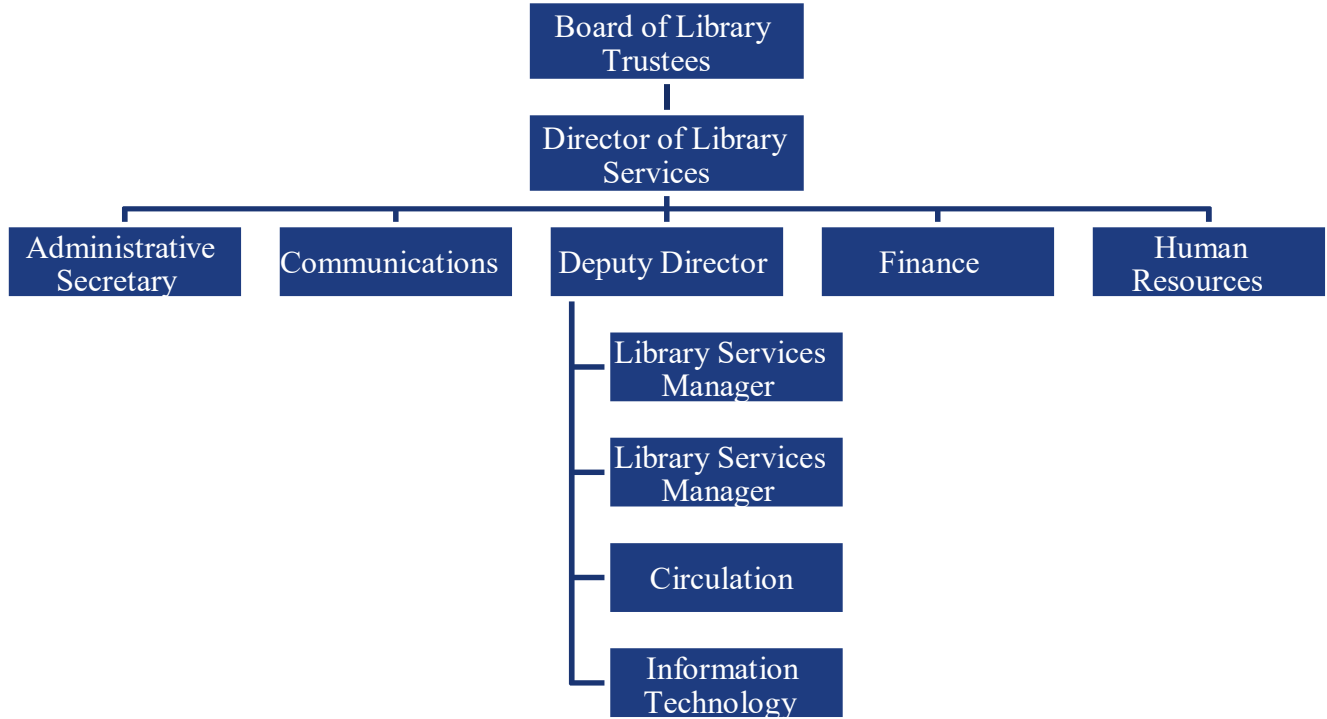 Board of Library
Trustees
Director of Library
Services
Administrative
Secretary
Communications
Deputy Director
Finance
Human
Resources
Library Services
Manager
Library Services
Manager
Circulation
Information
Technology